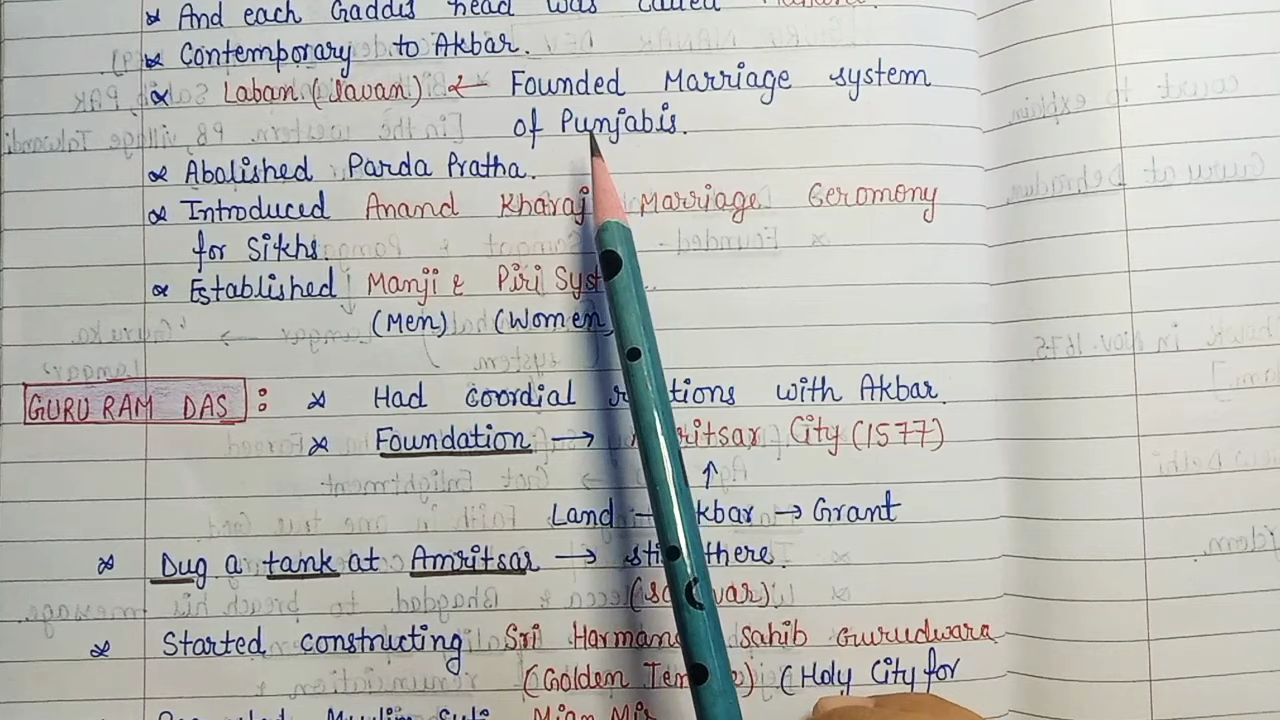 * And each Gaddis head was called
* Contemporary to Akbar.
* Laban (Lavan) ← Founded Marriage system
of Punjabis.
* Abolished Parda Pratha.
* Introduced Anand Kharaj Marriage Ceromony
for Sikhs.
* Established Manji & Piri Syst
(Men) (Women
GURU RAM DAS : * Had coordial tions with Akbar.
* Foundation → ritsar City (1577)
↑
Land → kbar → Grant
* Dug a tank at Amritsar → sti there.
* Started constructing Sri Harman Sahib Gurudwara
(Golden Tem e) (Holy City for
Mian Mir